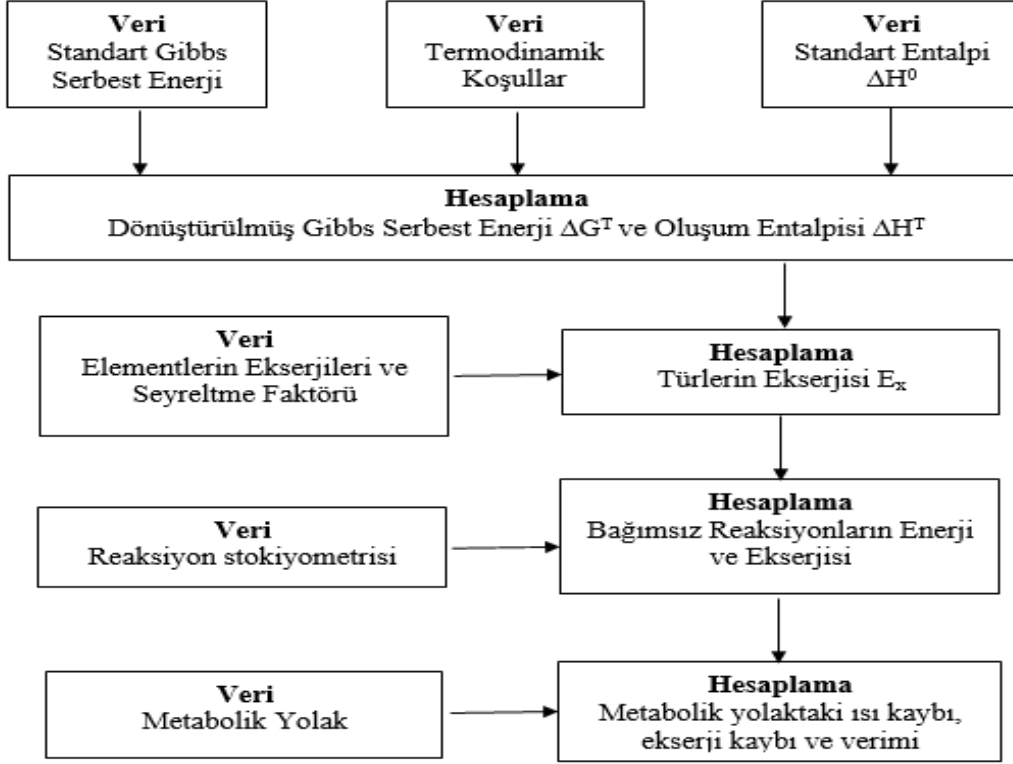 Veri
Standart Gibbs
Serbest Enerji
Veri
Termodinamik
Koşullar
Veri
Standart Entalpi
ΔH⁰
Hesaplama
Dönüştürülmüş Gibbs Serbest Enerji ΔGᵀ ve Oluşum Entalpisi ΔHᵀ
Veri
Elementlerin Ekserjileri ve
Seyreltme Faktörü
Hesaplama
Türlerin Ekserjisi Eₓ
Veri
Reaksiyon stokiyometrisi
Hesaplama
Bağımsız Reaksiyonların Enerji
ve Ekserjisi
Veri
Metabolik Yolak
Hesaplama
Metabolik yolaktaki ısı kaybı,
ekserji kaybı ve verimi